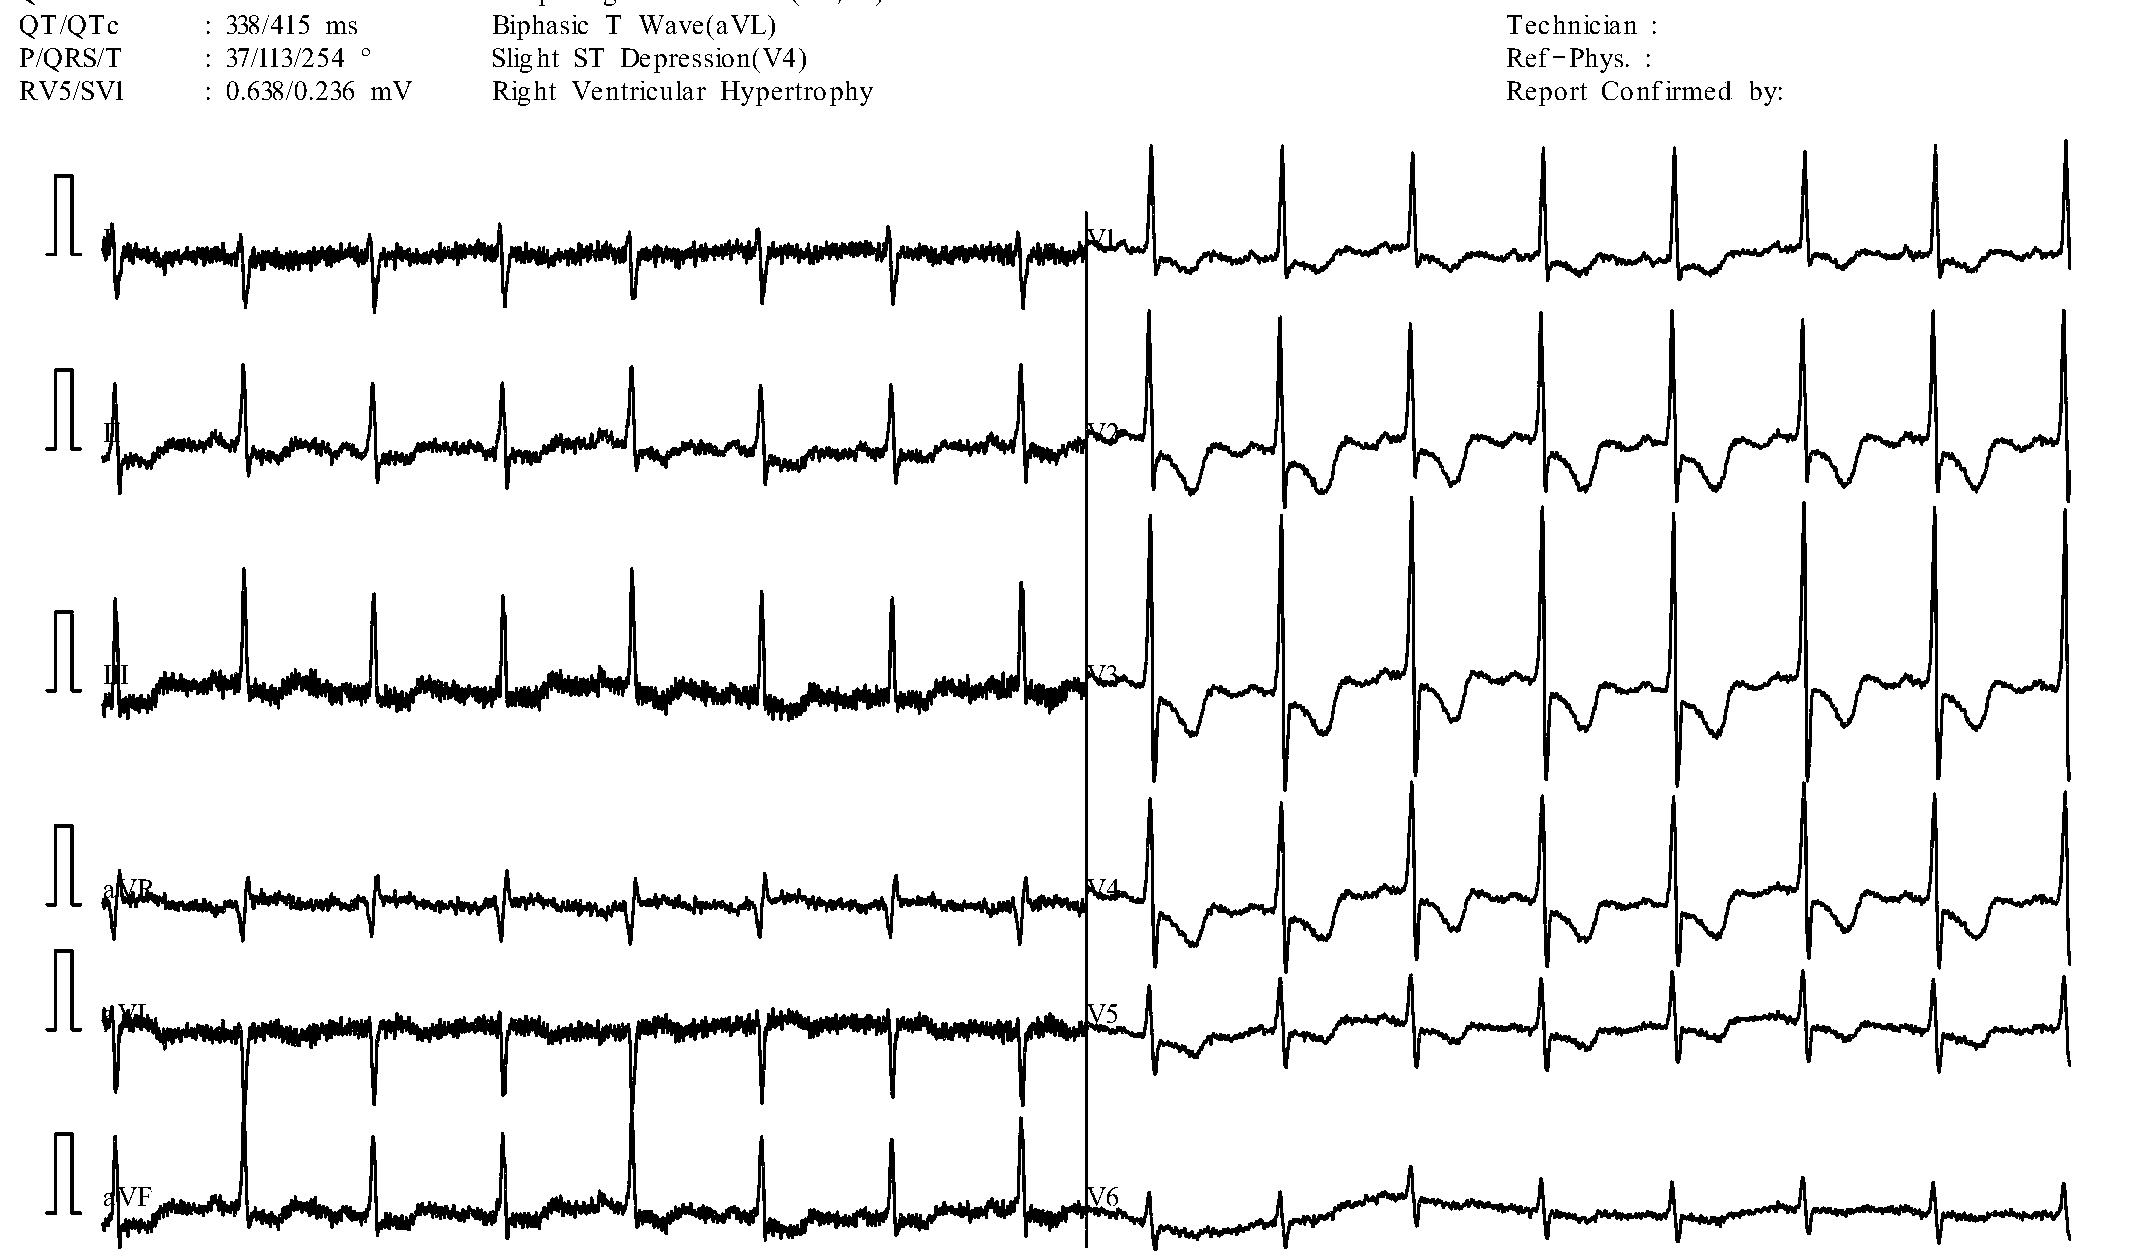 QT/QTc : 338/415 ms Biphasic T Wave(aVL) Technician :
P/QRS/T : 37/113/254 ° Slight ST Depression(V4) Ref-Phys. :
RV5/SV1 : 0.638/0.236 mV Right Ventricular Hypertrophy Report Confirmed by:
I V1
II V2
III V3
aVR V4
aVL V5
aVF V6